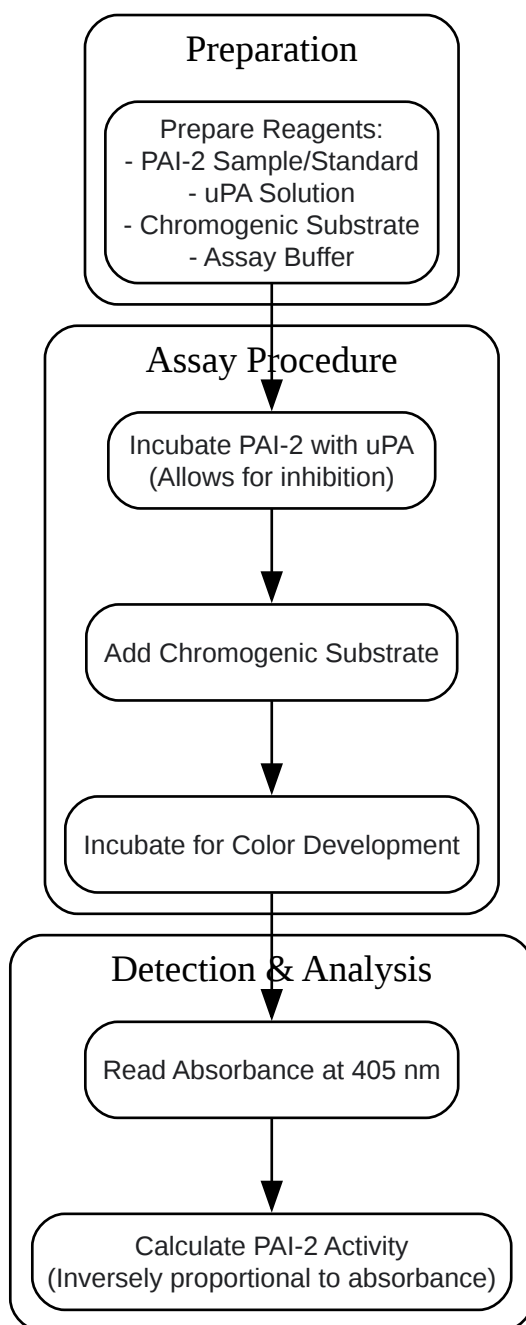 Preparation
Prepare Reagents:
- PAI-2 Sample/Standard
- uPA Solution
- Chromogenic Substrate
- Assay Buffer
Assay Procedure
Incubate PAI-2 with uPA
(Allows for inhibition)
Add Chromogenic Substrate
Incubate for Color Development
Detection & Analysis
Read Absorbance at 405 nm
Calculate PAI-2 Activity
(Inversely proportional to absorbance)